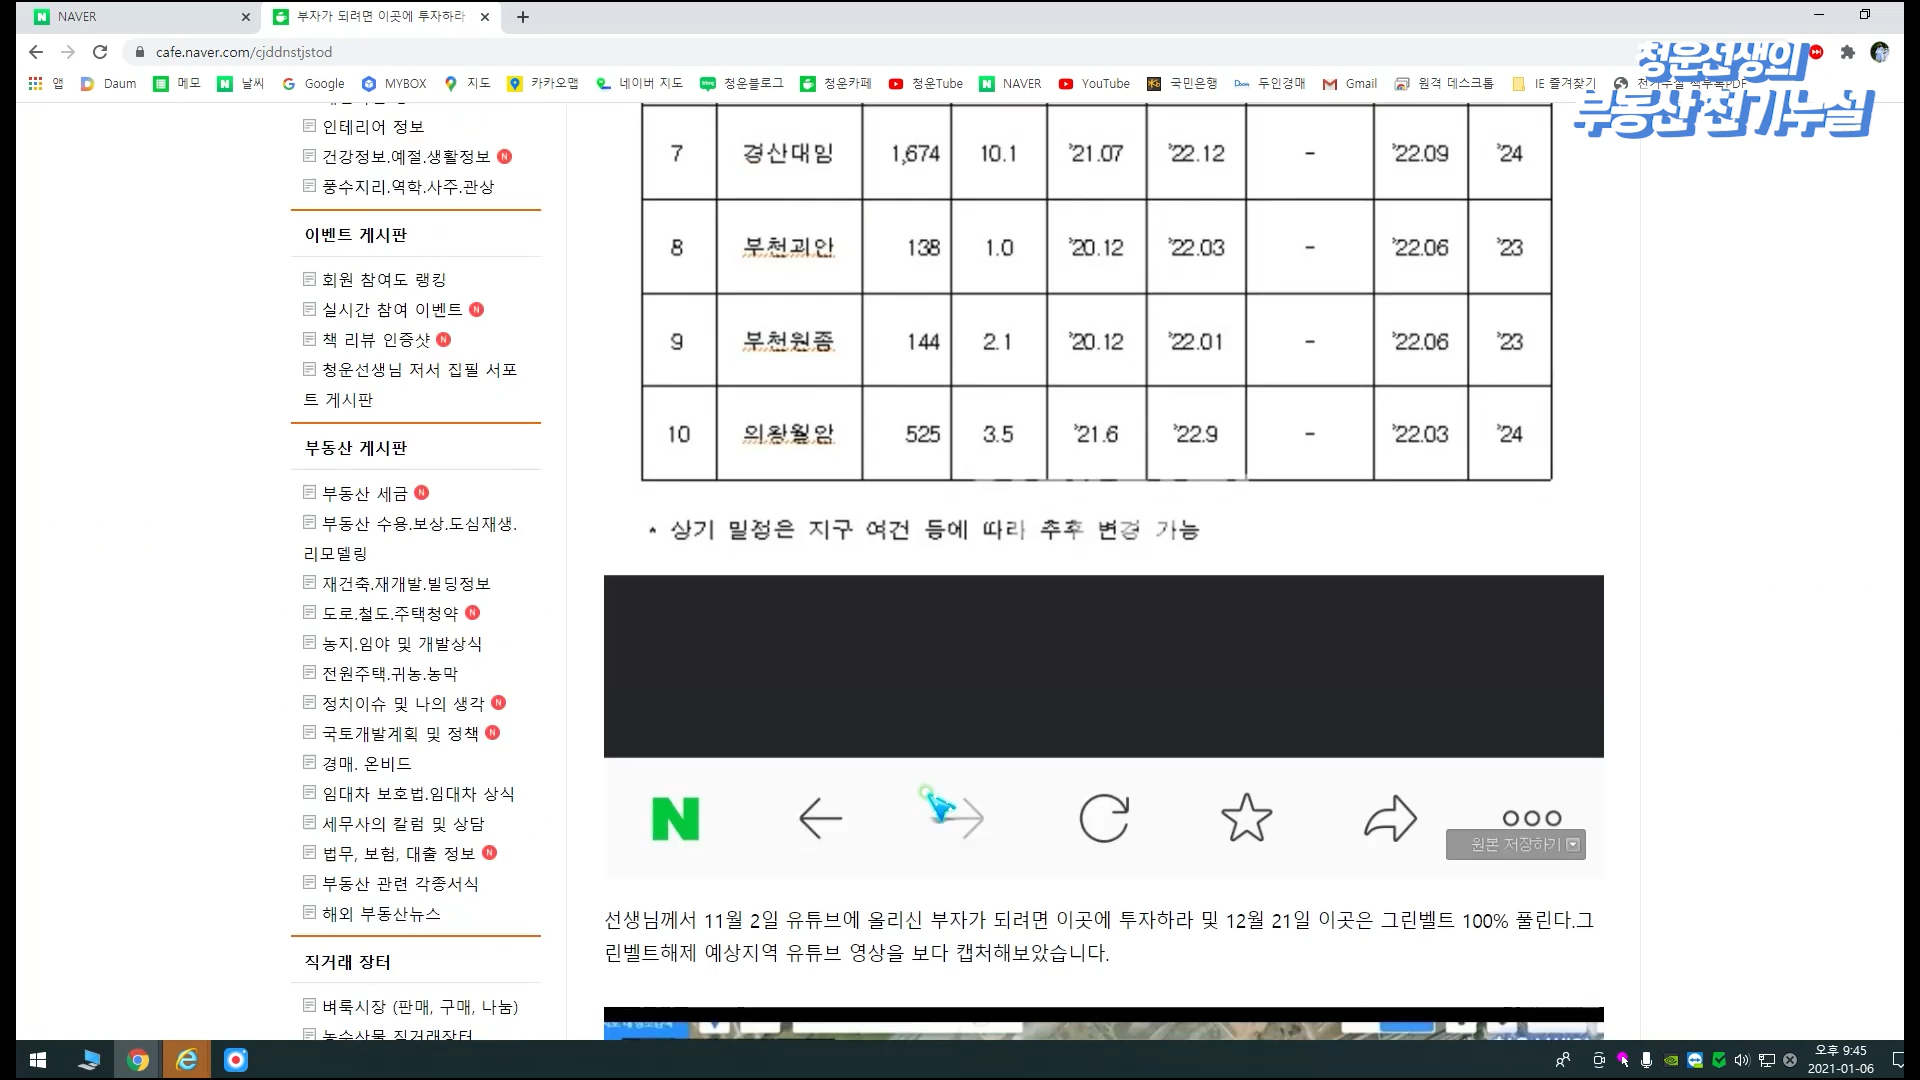 NAVER
부자가 되려면 이곳에 투자하라
cafe.naver.com/cjddnstjstod
청운선생의
부동산 천기누설
앱 Daum 메모 날씨 Google MYBOX 지도 카카오맵 네이버 지도 청운블로그 청운카페 청운Tube NAVER YouTube 국민은행 두인경매 Gmail 원격 데스크톱 IE 즐겨찾기
인테리어 정보
건강정보.예절.생활정보
풍수지리.역학.사주.관상
이벤트 게시판
회원 참여도 랭킹
실시간 참여 이벤트
책 리뷰 인증샷
청운선생님 저서 집필 서포
트 게시판
부동산 게시판
부동산 세금
부동산 수용.보상.도심재생.
리모델링
재건축.재개발.빌딩정보
도로.철도.주택청약
농지.임야 및 개발상식
전원주택.귀농.농막
정치이슈 및 나의 생각
국토개발계획 및 정책
경매. 온비드
임대차 보호법.임대차 상식
세무사의 칼럼 및 상담
법무, 보험, 대출 정보
부동산 관련 각종서식
해외 부동산뉴스
직거래 장터
벼룩시장 (판매, 구매, 나눔)
농수산물 직거래장터
7 경산대임 1,674 10.1 '21.07 '22.12 - '22.09 '24
8 부천괴안 138 1.0 '20.12 '22.03 - '22.06 '23
9 부천원종 144 2.1 '20.12 '22.01 - '22.06 '23
10 의왕월암 525 3.5 '21.6 '22.9 - '22.03 '24
* 상기 일정은 지구 여건 등에 따라 추후 변경 가능
N
원본 저장하기
선생님께서 11월 2일 유튜브에 올리신 부자가 되려면 이곳에 투자하라 및 12월 21일 이곳은 그린벨트 100% 풀린다.그
린벨트해제 예상지역 유튜브 영상을 보다 캡처해보았습니다.
오후 9:45
2021-01-06